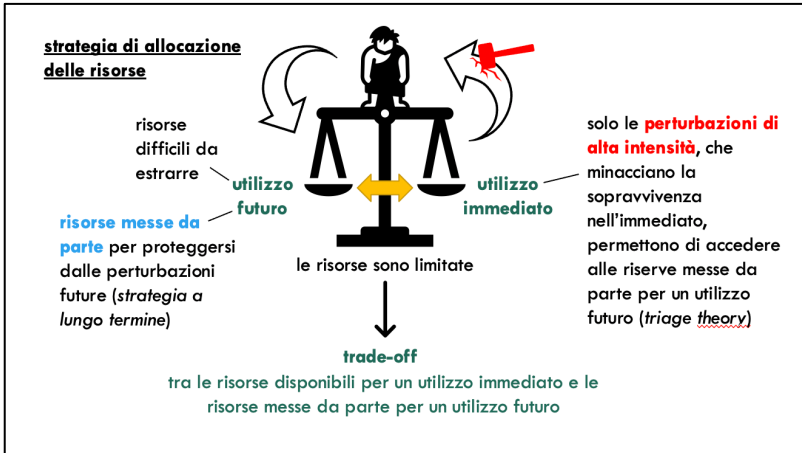 strategia di allocazione
delle risorse
risorse
difficili da
estrarre
utilizzo
futuro
risorse messe da
parte per proteggersi
dalle perturbazioni
future (strategia a
lungo termine)
utilizzo
immediato
solo le perturbazioni di
alta intensità, che
minacciano la
sopravvivenza
nell'immediato,
permettono di accedere
alle riserve messe da
parte per un utilizzo
futuro (triage theory)
le risorse sono limitate
trade-off
tra le risorse disponibili per un utilizzo immediato e le
risorse messe da parte per un utilizzo futuro